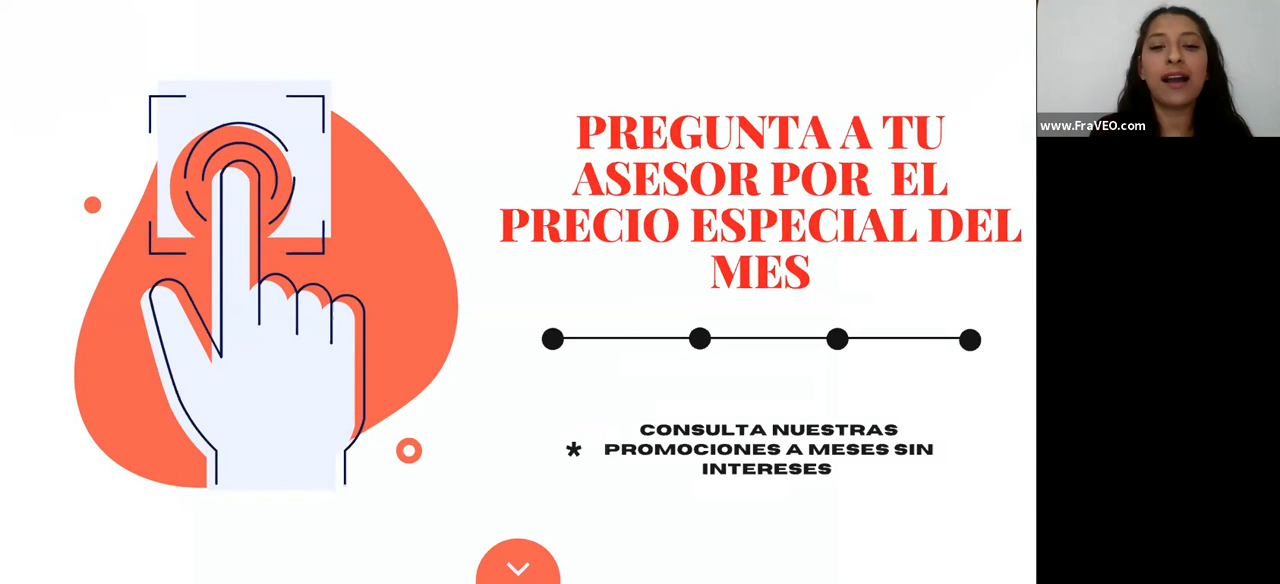 PREGUNTA A TU
ASESOR POR EL
PRECIO ESPECIAL DEL
MES
* CONSULTA NUESTRAS
PROMOCIONES A MESES SIN
INTERESES
www.FraVEO.com